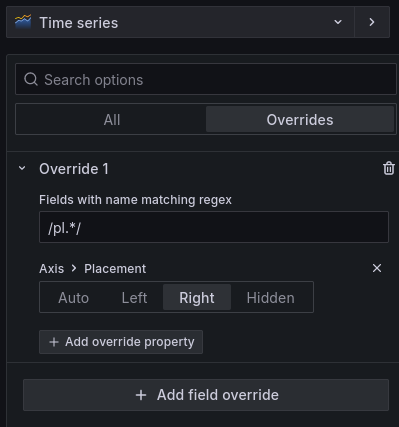 Time series
Search options
All Overrides
Override 1
Fields with name matching regex
/pl.*/
Axis > Placement
Auto Left Right Hidden
+ Add override property
+ Add field override